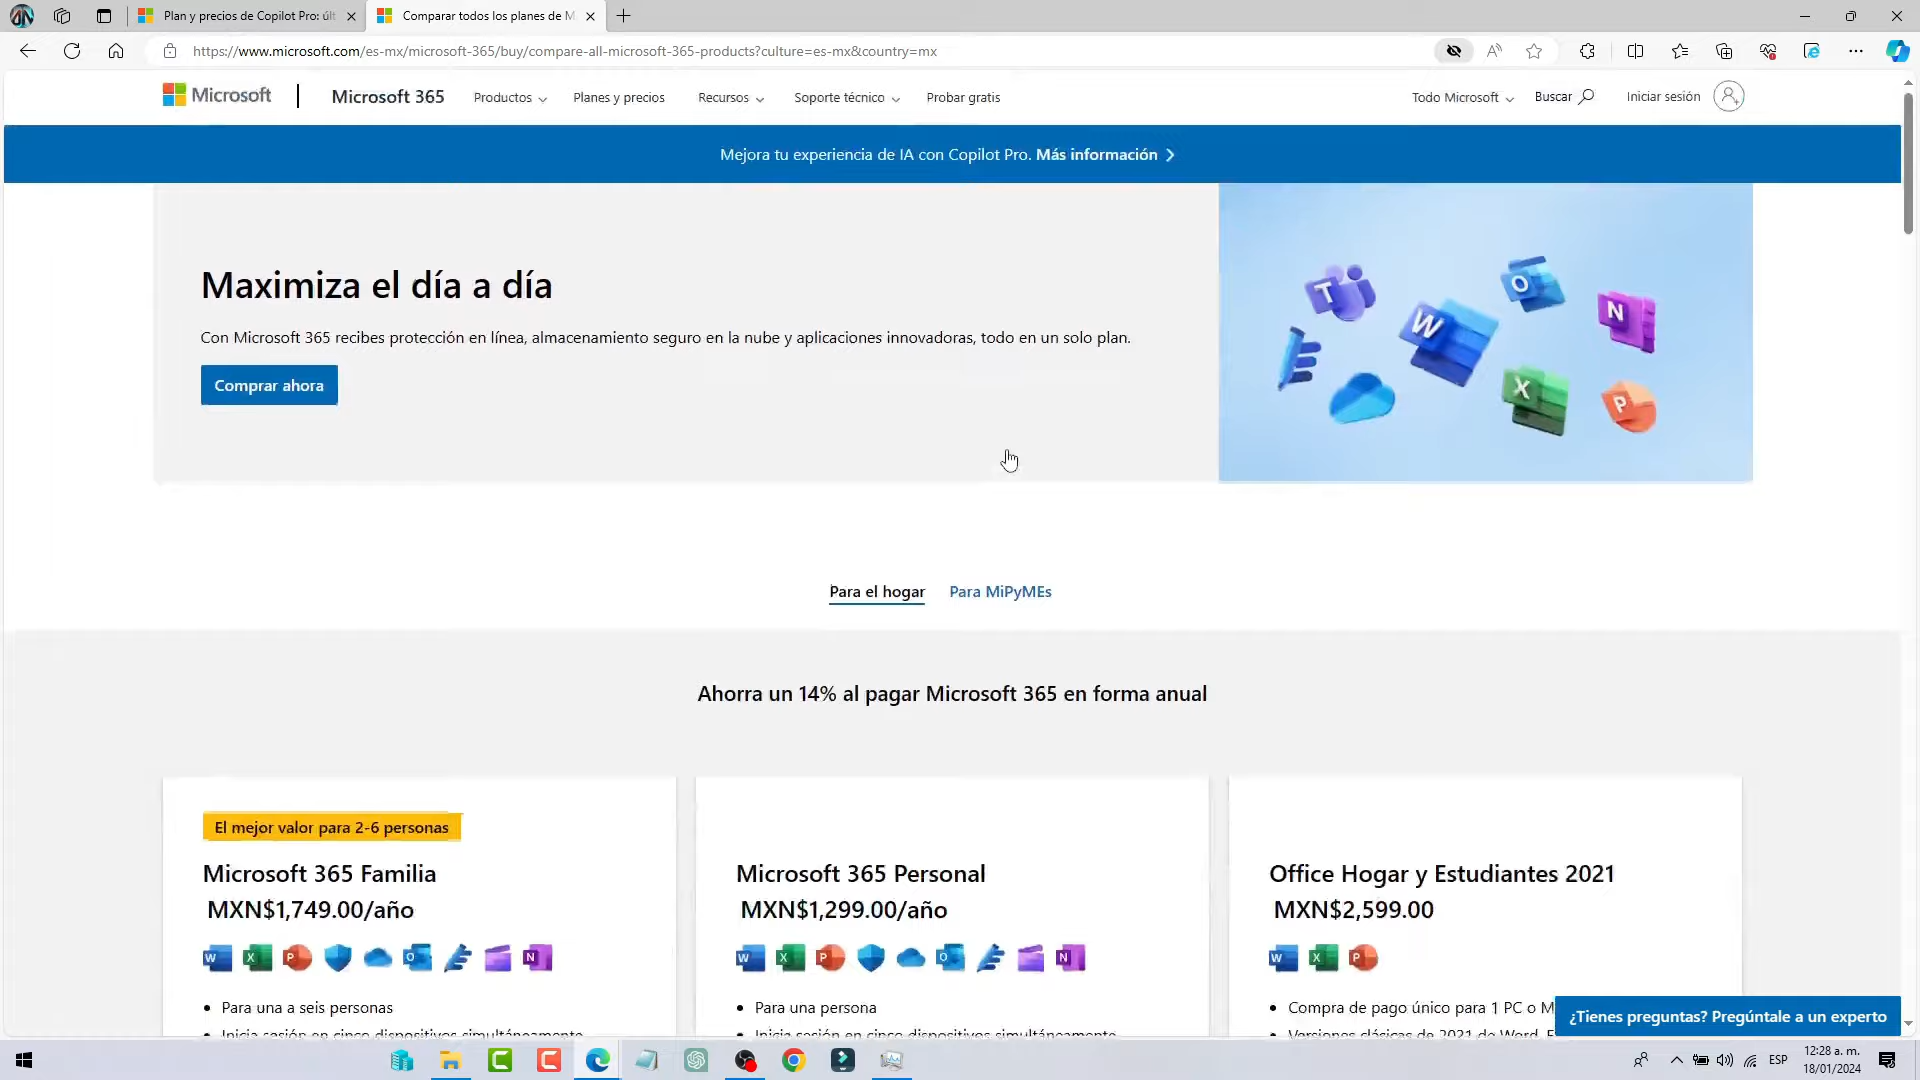 Plan y precios de Copilot Pro: últ
Comparar todos los planes de M
https://www.microsoft.com/es-mx/microsoft-365/buy/compare-all-microsoft-365-products?culture=es-mx&country=mx
Microsoft
Microsoft 365
Productos
Planes y precios
Recursos
Soporte técnico
Probar gratis
Todo Microsoft
Buscar
Iniciar sesión
Mejora tu experiencia de IA con Copilot Pro. Más información
Maximiza el día a día
Con Microsoft 365 recibes protección en línea, almacenamiento seguro en la nube y aplicaciones innovadoras, todo en un solo plan.
Comprar ahora
Para el hogar
Para MiPyMEs
Ahorra un 14% al pagar Microsoft 365 en forma anual
El mejor valor para 2-6 personas
Microsoft 365 Familia
MXN$1,749.00/año
Para una a seis personas
Inicia sesión en cinco dispositivos simultáneamente
Microsoft 365 Personal
MXN$1,299.00/año
Para una persona
Inicia sesión en cinco dispositivos simultáneamente
Office Hogar y Estudiantes 2021
MXN$2,599.00
Compra de pago único para 1 PC o M
Versiones clásicas de 2021 de Word, E
¿Tienes preguntas? Pregúntale a un experto
ESP
12:28 a. m.
18/01/2024